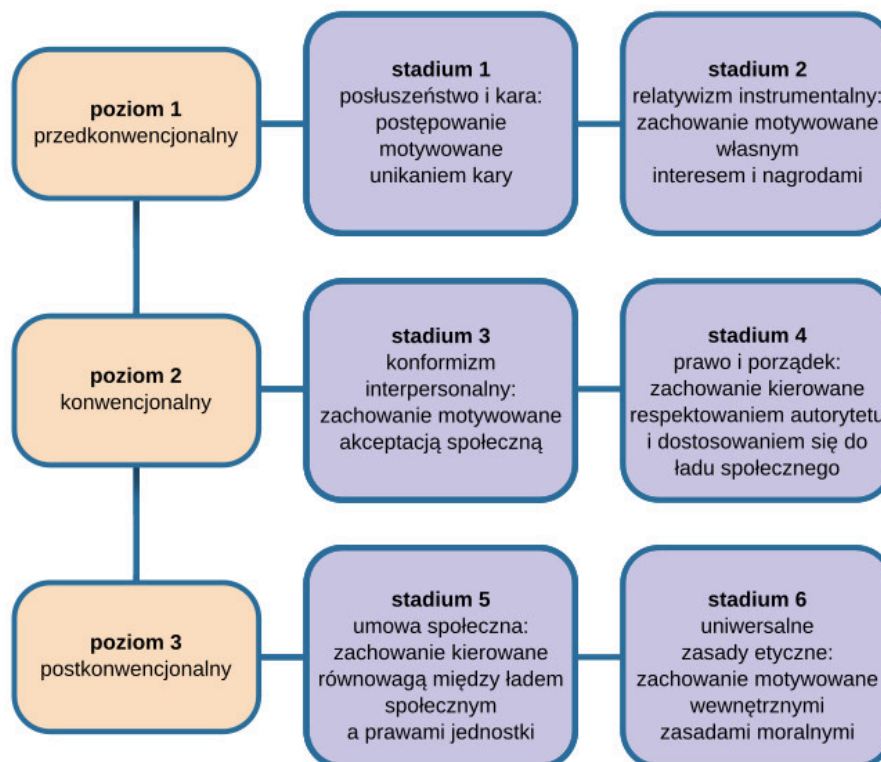 poziom 1
przedkonwencjonalny
stadium 1
posłuszeństwo i kara:
postępowanie
motywowane
unikaniem kary
stadium 2
relatywizm instrumentalny:
zachowanie motywowane
własnym
interesem i nagrodami
poziom 2
konwencjonalny
stadium 3
konformizm
interpersonalny:
zachowanie motywowane
akceptacją społeczną
stadium 4
prawo i porządek:
zachowanie kierowane
respektowaniem autorytetu
i dostosowaniem się do
ładu społecznego
poziom 3
postkonwencjonalny
stadium 5
umowa społeczna:
zachowanie kierowane
równowagą między ładem
społecznym
a prawami jednostki
stadium 6
uniwersalne
zasady etyczne:
zachowanie motywowane
wewnętrznymi
zasadami moralnymi